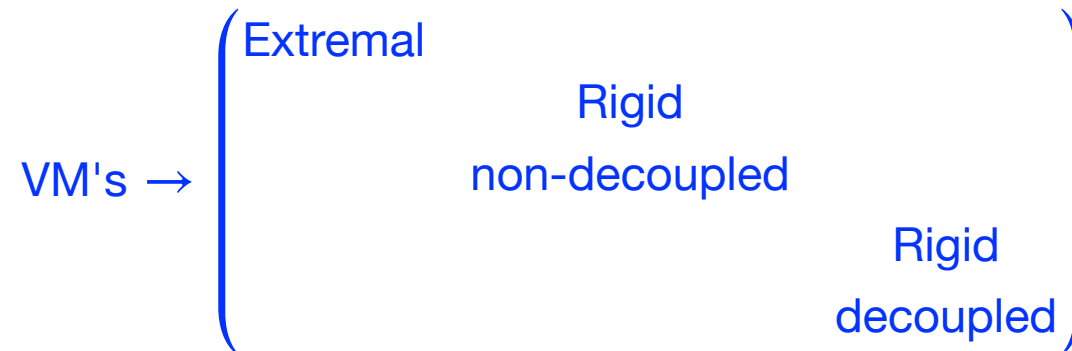 Extremal
Rigid
VM's → non-decoupled
Rigid
decoupled